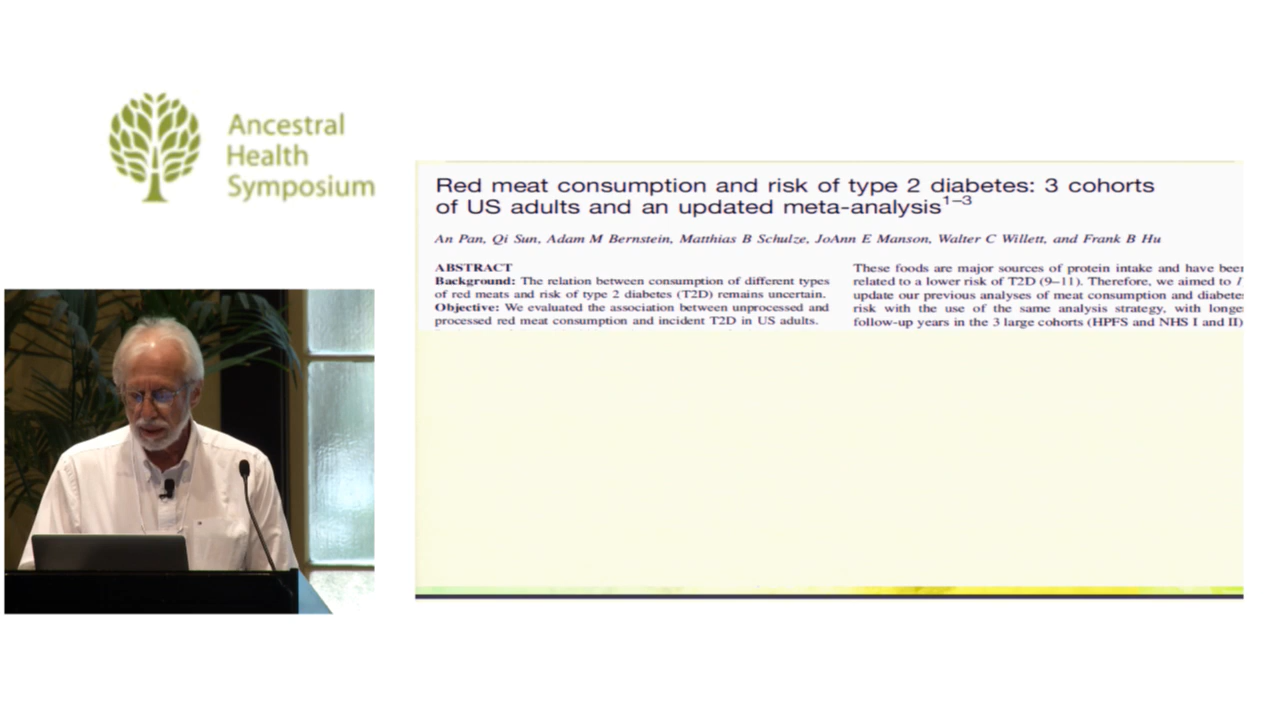 Ancestral
Health
Symposium
Red meat consumption and risk of type 2 diabetes: 3 cohorts
of US adults and an updated meta-analysis1–3
An Pan, Qi Sun, Adam M Bernstein, Matthias B Schulze, JoAnn E Manson, Walter C Willett, and Frank B Hu
ABSTRACT
Background: The relation between consumption of different types
of red meats and risk of type 2 diabetes (T2D) remains uncertain.
Objective: We evaluated the association between unprocessed and
processed red meat consumption and incident T2D in US adults.
These foods are major sources of protein intake and have been
related to a lower risk of T2D (9–11). Therefore, we aimed to
update our previous analyses of meat consumption and diabetes
risk with the use of the same analysis strategy, with longe
follow-up years in the 3 large cohorts (HPFS and NHS I and II)